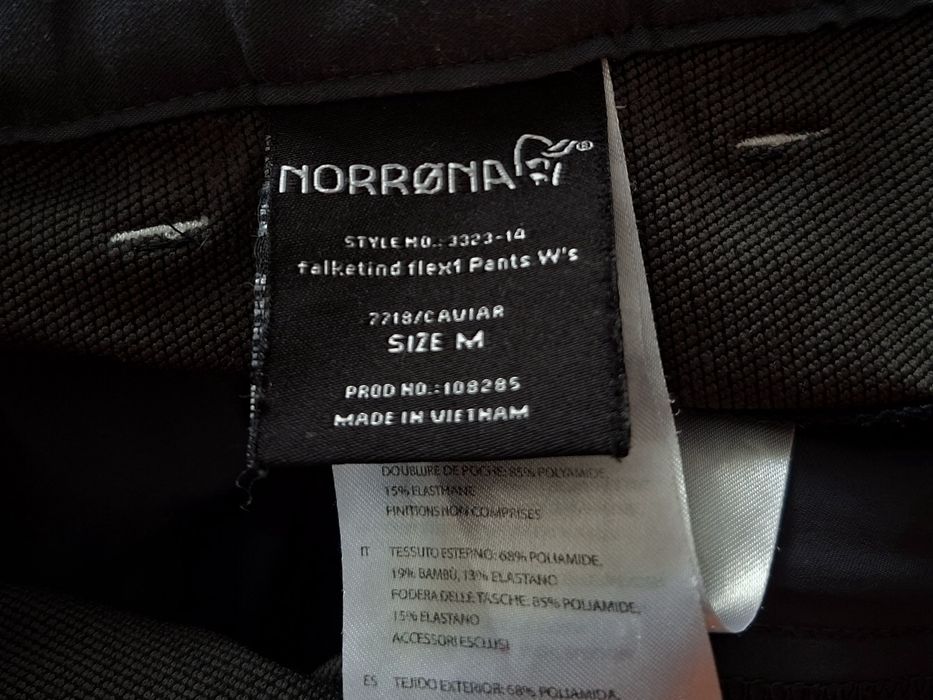 NORRØNA®
STYLE NO.: 3323-14
falketind flex1 Pants W's
7718/CAVIAR
SIZE M
PROD NO.:108285
MADE IN VIETNAM
DOUBLURE DE POCHE: 85% POLYAMIDE,
15% ELASTHANE
FINITIONS NON COMPRISES
IT TESSUTO ESTERNO: 68% POLIAMIDE,
19% BAMBÙ, 13% ELASTANO
FODERA DELLE TASCHE: 85% POLIAMIDE,
15% ELASTANO
ACCESSORI ESCLUSI
ES TEJIDO EXTERIOR: 68% POLIAMIDA,